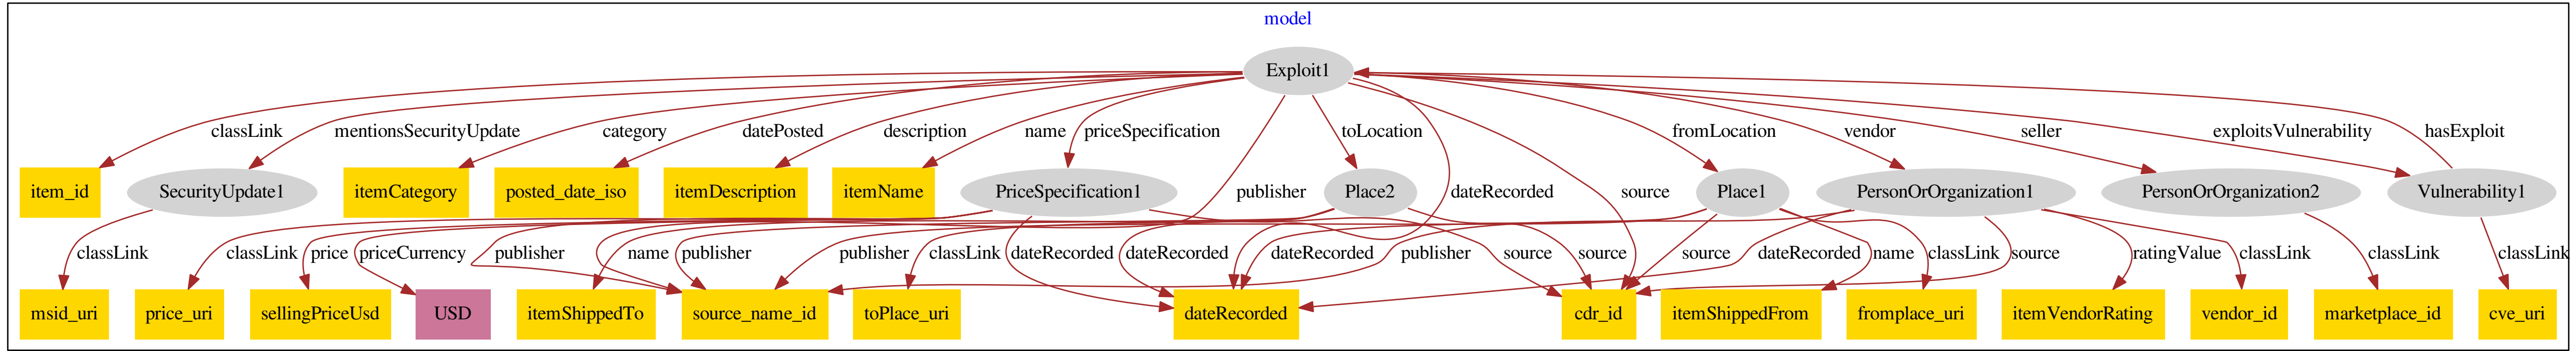 model
Exploit1
classLink
mentionsSecurityUpdate
category
datePosted
description
name
priceSpecification
toLocation
fromLocation
vendor
seller
exploitsVulnerability
hasExploit
item_id
SecurityUpdate1
itemCategory
posted_date_iso
itemDescription
itemName
PriceSpecification1
publisher
Place2
dateRecorded
source
Place1
PersonOrOrganization1
PersonOrOrganization2
Vulnerability1
classLink
classLink
price
priceCurrency
publisher
name
publisher
publisher
classLink
dateRecorded
dateRecorded
dateRecorded
publisher
source
source
source
dateRecorded
name
classLink
source
ratingValue
classLink
classLink
classLink
msid_uri
price_uri
sellingPriceUsd
USD
itemShippedTo
source_name_id
toPlace_uri
dateRecorded
cdr_id
itemShippedFrom
fromplace_uri
itemVendorRating
vendor_id
marketplace_id
cve_uri